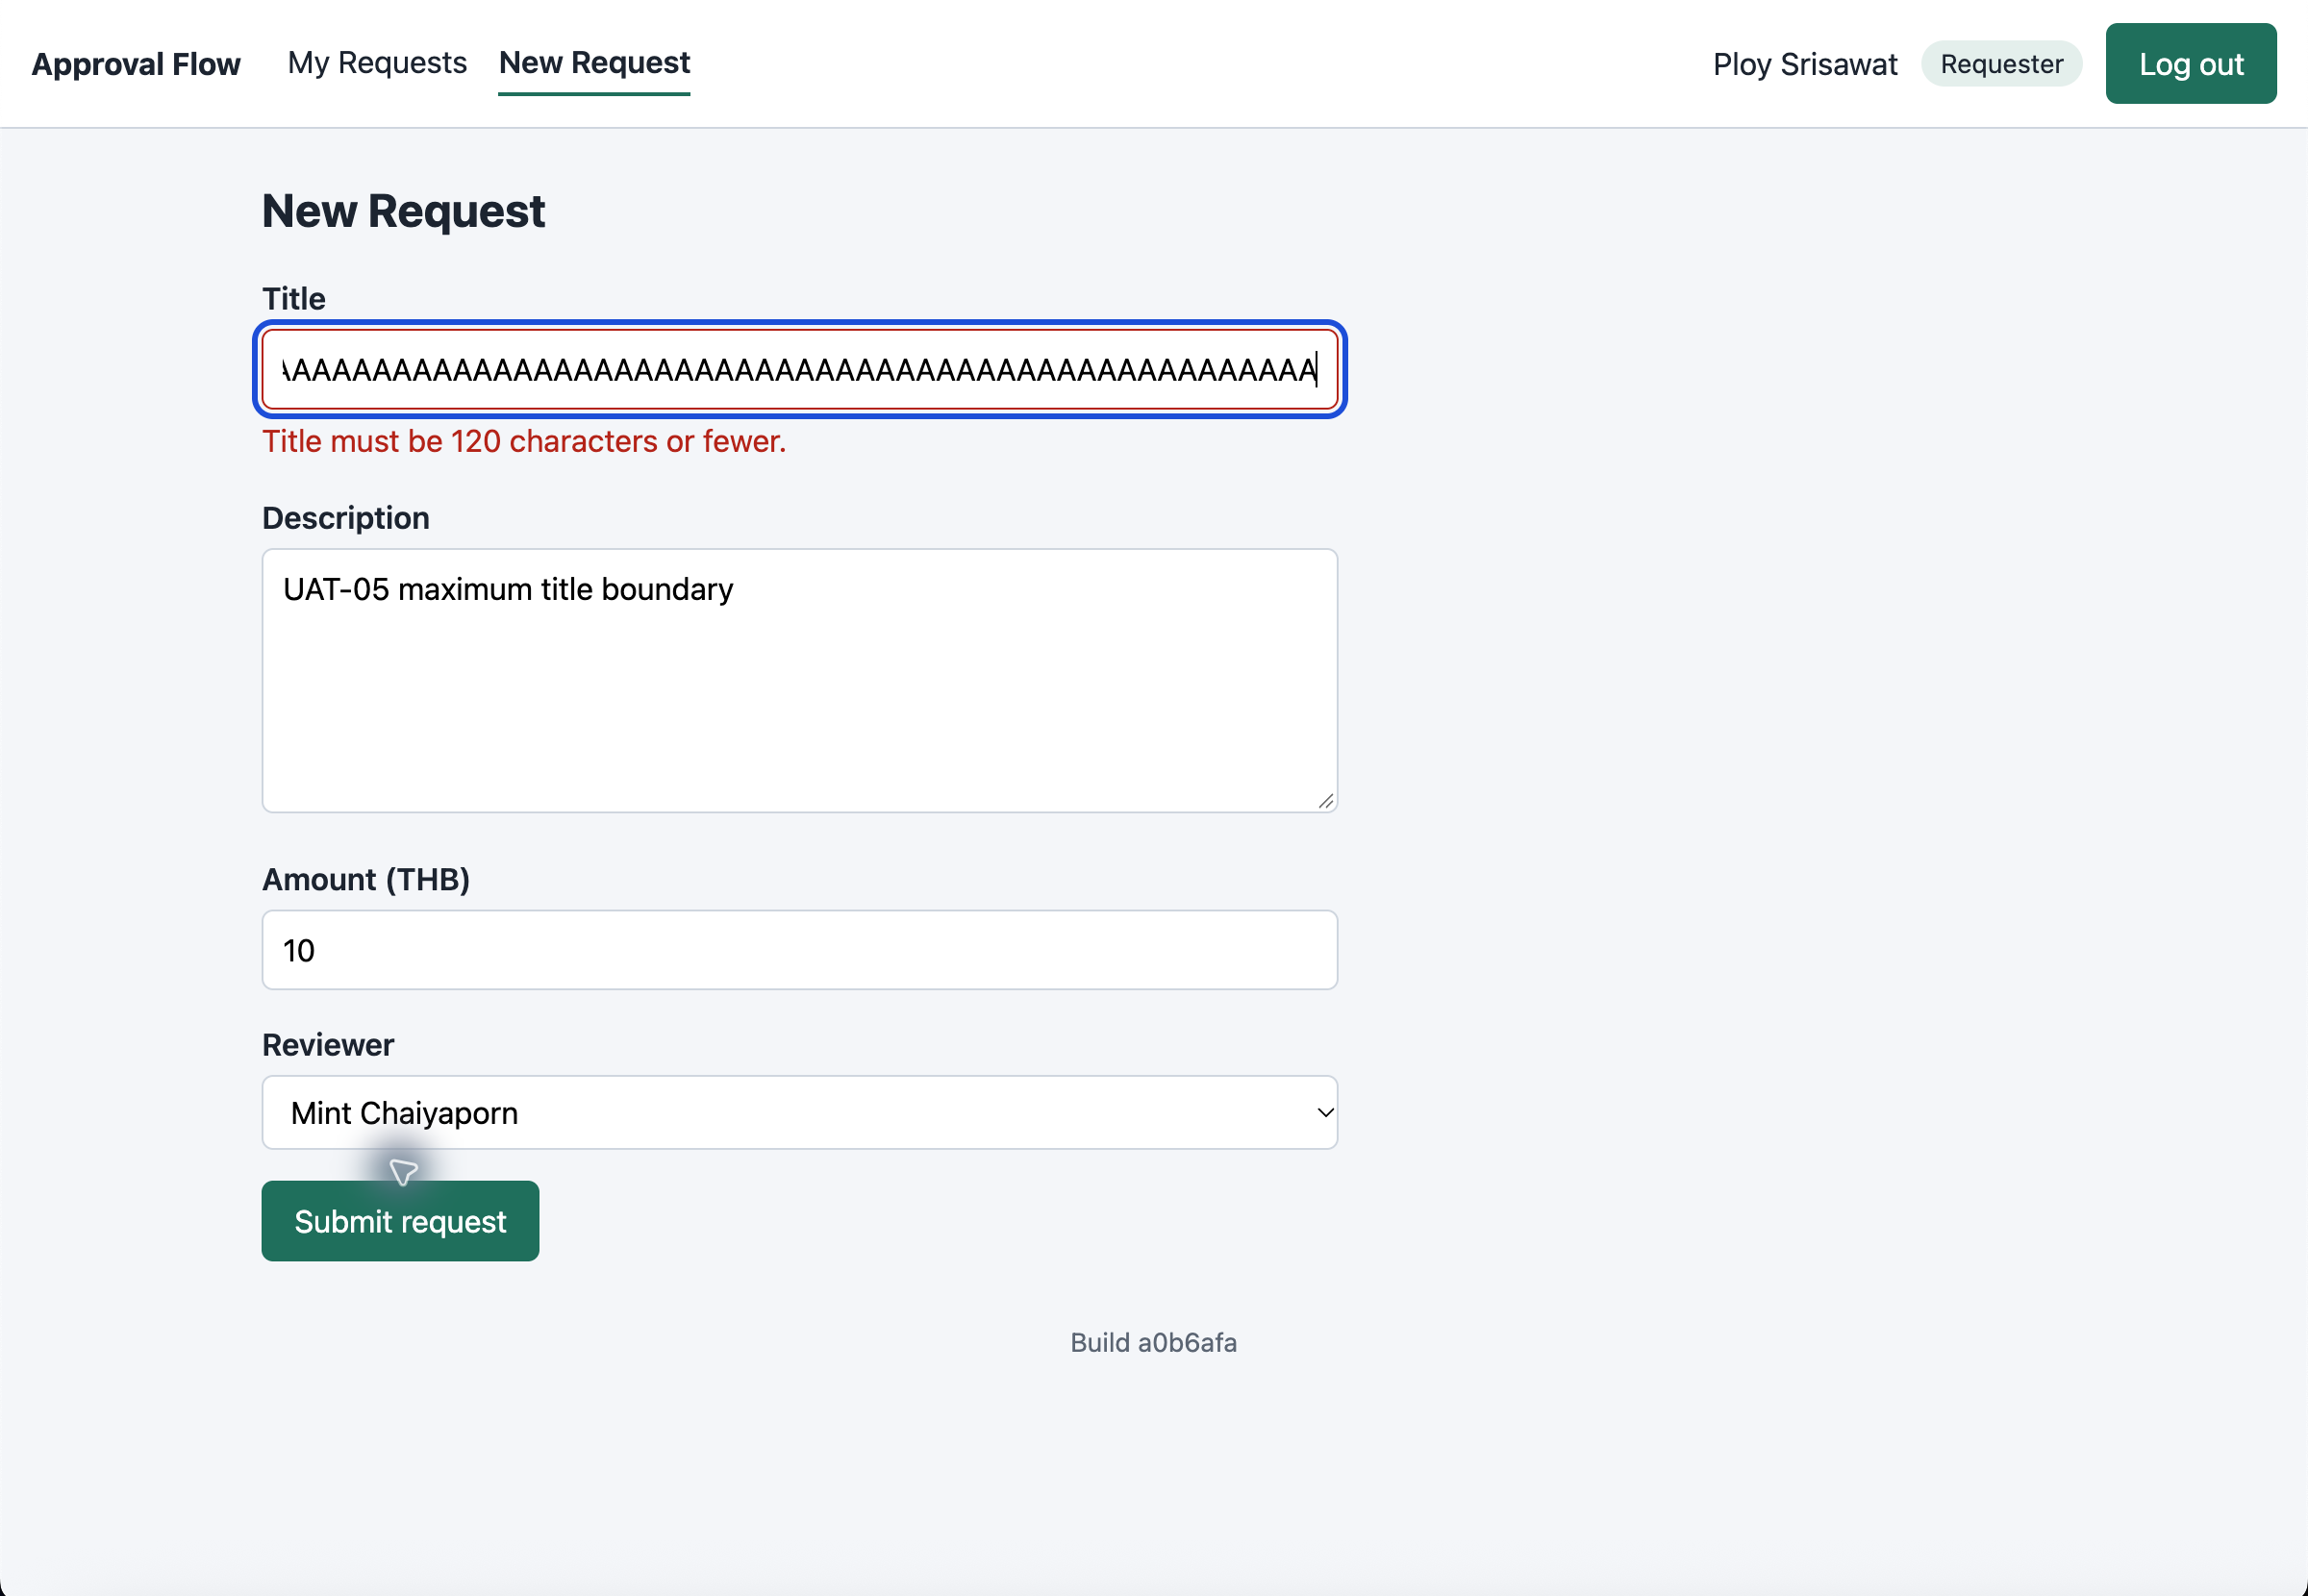 Approval Flow My Requests New Request Ploy Srisawat Requester Log out
New Request
Title
AAAAAAAAAAAAAAAAAAAAAAAAAAAAAAAAAAAAAAAAAAAAAAAAAAAA
Title must be 120 characters or fewer.
Description
UAT-05 maximum title boundary
Amount (THB)
10
Reviewer
Mint Chaiyaporn
Submit request
Build a0b6afa